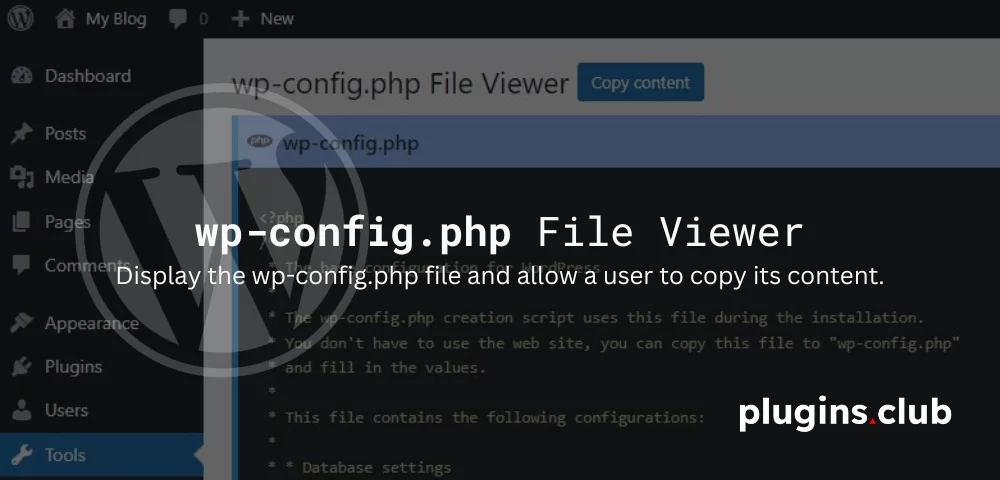 My Blog 0 New
Dashboard
Posts
Media
Pages
Comments
Appearance
Plugins
Users
Tools
wp-config.php File Viewer Copy content
php wp-config.php
<?php
/**
* The base configuration for WordPress
*
* The wp-config.php creation script uses this file during the installation.
* You don't have to use the web site, you can copy this file to "wp-config.php"
* and fill in the values.
*
* This file contains the following configurations:
*
* * Database settings
wp-config.php File Viewer
Display the wp-config.php file and allow a user to copy its content.
plugins.club